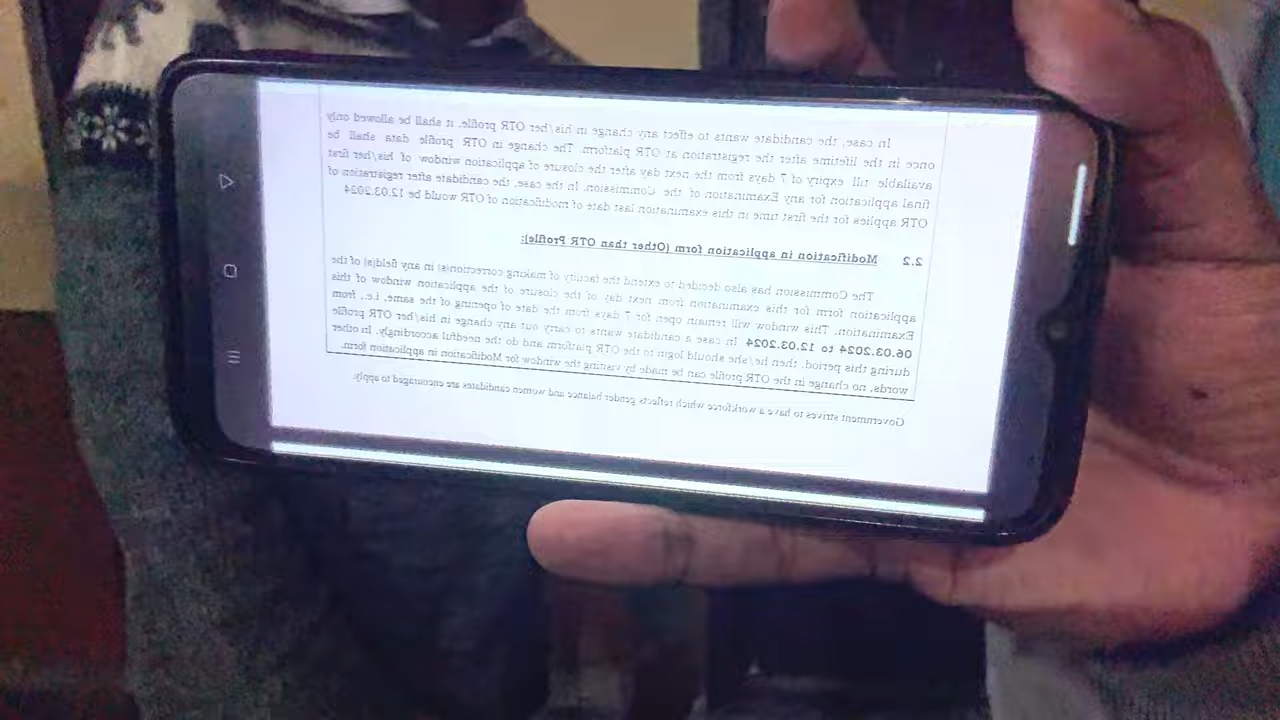 In case, the candidate wants to effect any change in his/her OTR profile, it shall be allowed only
once in the lifetime after the registration at OTR platform. The change in OTR profile data shall be
available till expiry of 7 days from the next day after the closure of application window of his/her first
final application for any Examination of the Commission. In the case, the candidate after registration of
OTR applies for the first time in this examination last date of modification of OTR would be 12.03.2024
2.2 Modification in application form (Other than OTR Profile):
The Commission has also decided to extend the facility of making correction(s) in any field(s) of the
application form for this examination from next day of the closure of the application window of this
Examination. This window will remain open for 7 days from the date of opening of the same, i.e., from
06.03.2024 to 12.03.2024. In case a candidate wants to carry out any change in his/her OTR profile
during this period, then he/she should login to the OTR platform and do the needful accordingly. In other
words, no change in the OTR profile can be made by visiting the window for Modification in application form.
Government strives to have a workforce which reflects gender balance and women candidates are encouraged to apply.